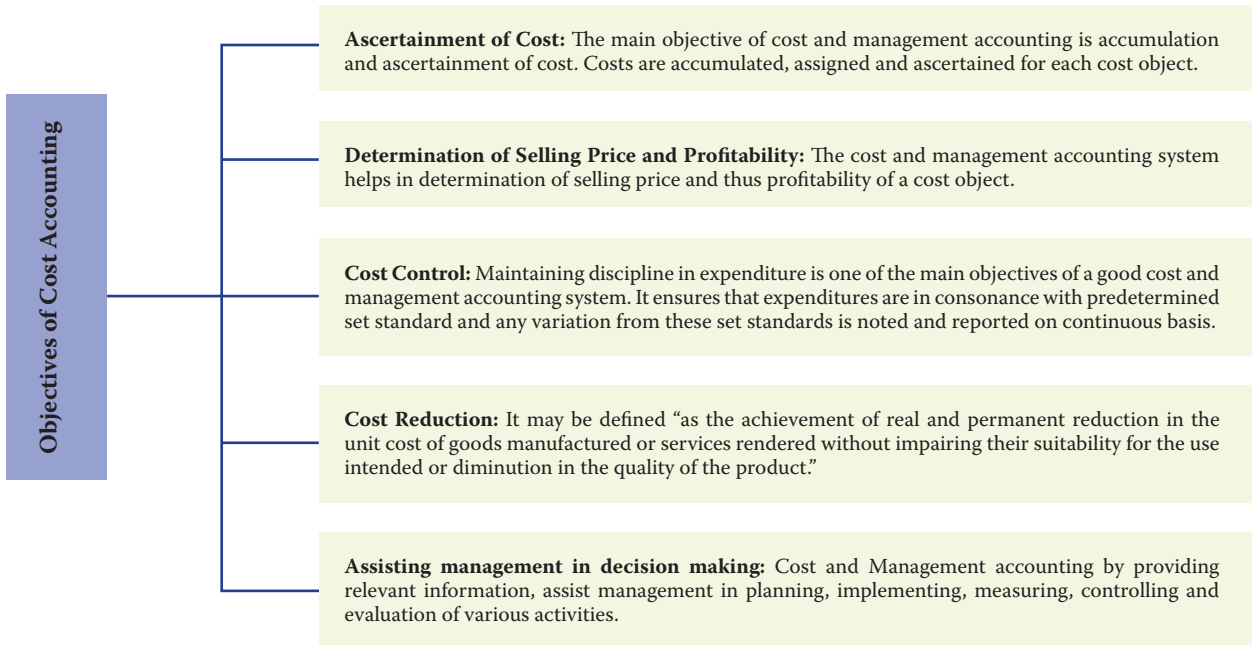 Objectives of Cost Accounting
Ascertainment of Cost: The main objective of cost and management accounting is accumulation
and ascertainment of cost. Costs are accumulated, assigned and ascertained for each cost object.
Determination of Selling Price and Profitability: The cost and management accounting system
helps in determination of selling price and thus profitability of a cost object.
Cost Control: Maintaining discipline in expenditure is one of the main objectives of a good cost and
management accounting system. It ensures that expenditures are in consonance with predetermined
set standard and any variation from these set standards is noted and reported on continuous basis.
Cost Reduction: It may be defined “as the achievement of real and permanent reduction in the
unit cost of goods manufactured or services rendered without impairing their suitability for the use
intended or diminution in the quality of the product.”
Assisting management in decision making: Cost and Management accounting by providing
relevant information, assist management in planning, implementing, measuring, controlling and
evaluation of various activities.